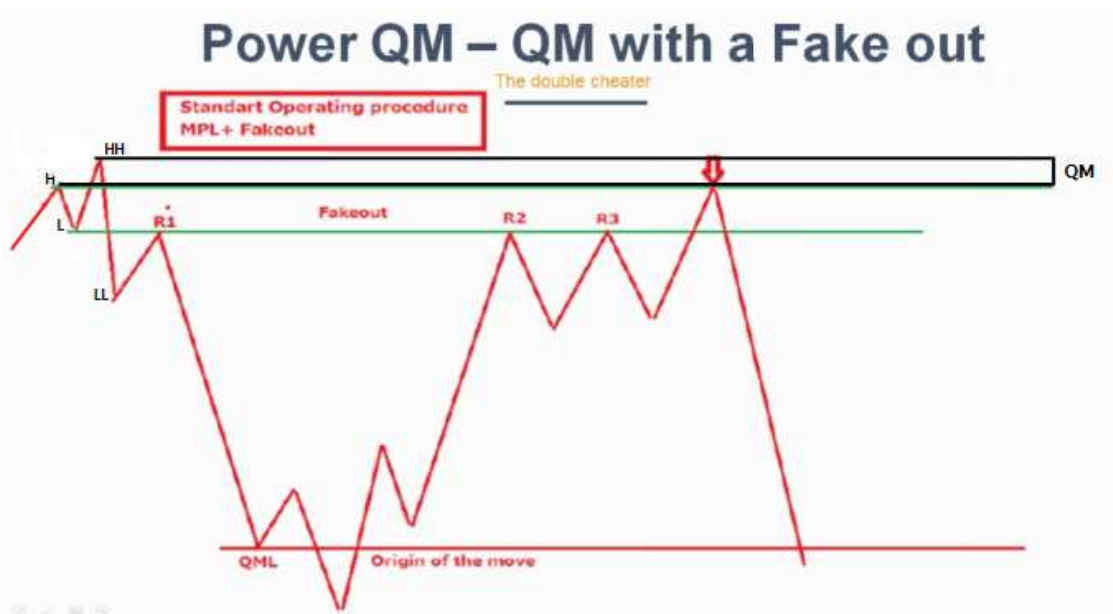 Power QM – QM with a Fake out
The double cheater
Standart Operating procedure
MPL+ Fakeout
HH
H
QM
L
R1
Fakeout
R2
R3
LL
QML
Origin of the move